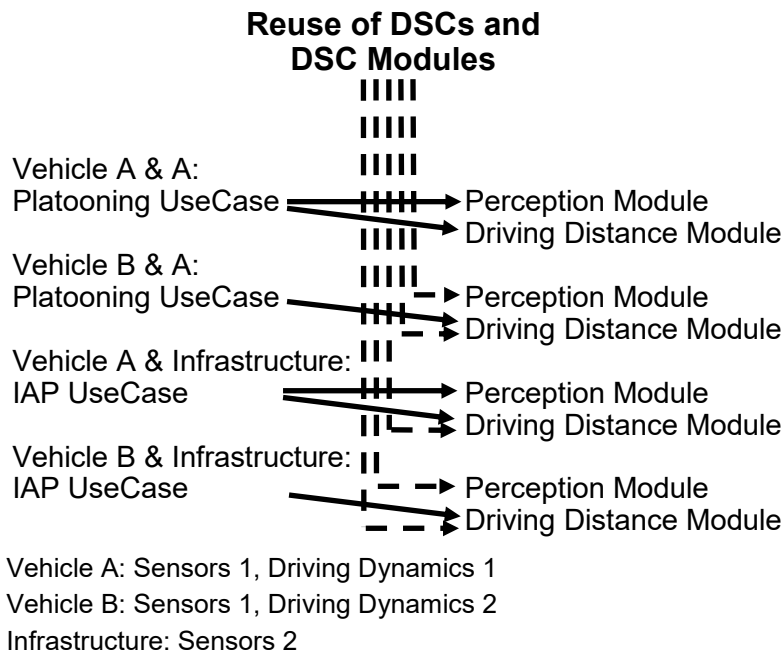 Reuse of DSCs and
DSC Modules
Vehicle A & A:
Platooning UseCase
Perception Module
Driving Distance Module
Vehicle B & A:
Platooning UseCase
Perception Module
Driving Distance Module
Vehicle A & Infrastructure:
IAP UseCase
Perception Module
Driving Distance Module
Vehicle B & Infrastructure:
IAP UseCase
Perception Module
Driving Distance Module
Vehicle A: Sensors 1, Driving Dynamics 1
Vehicle B: Sensors 1, Driving Dynamics 2
Infrastructure: Sensors 2